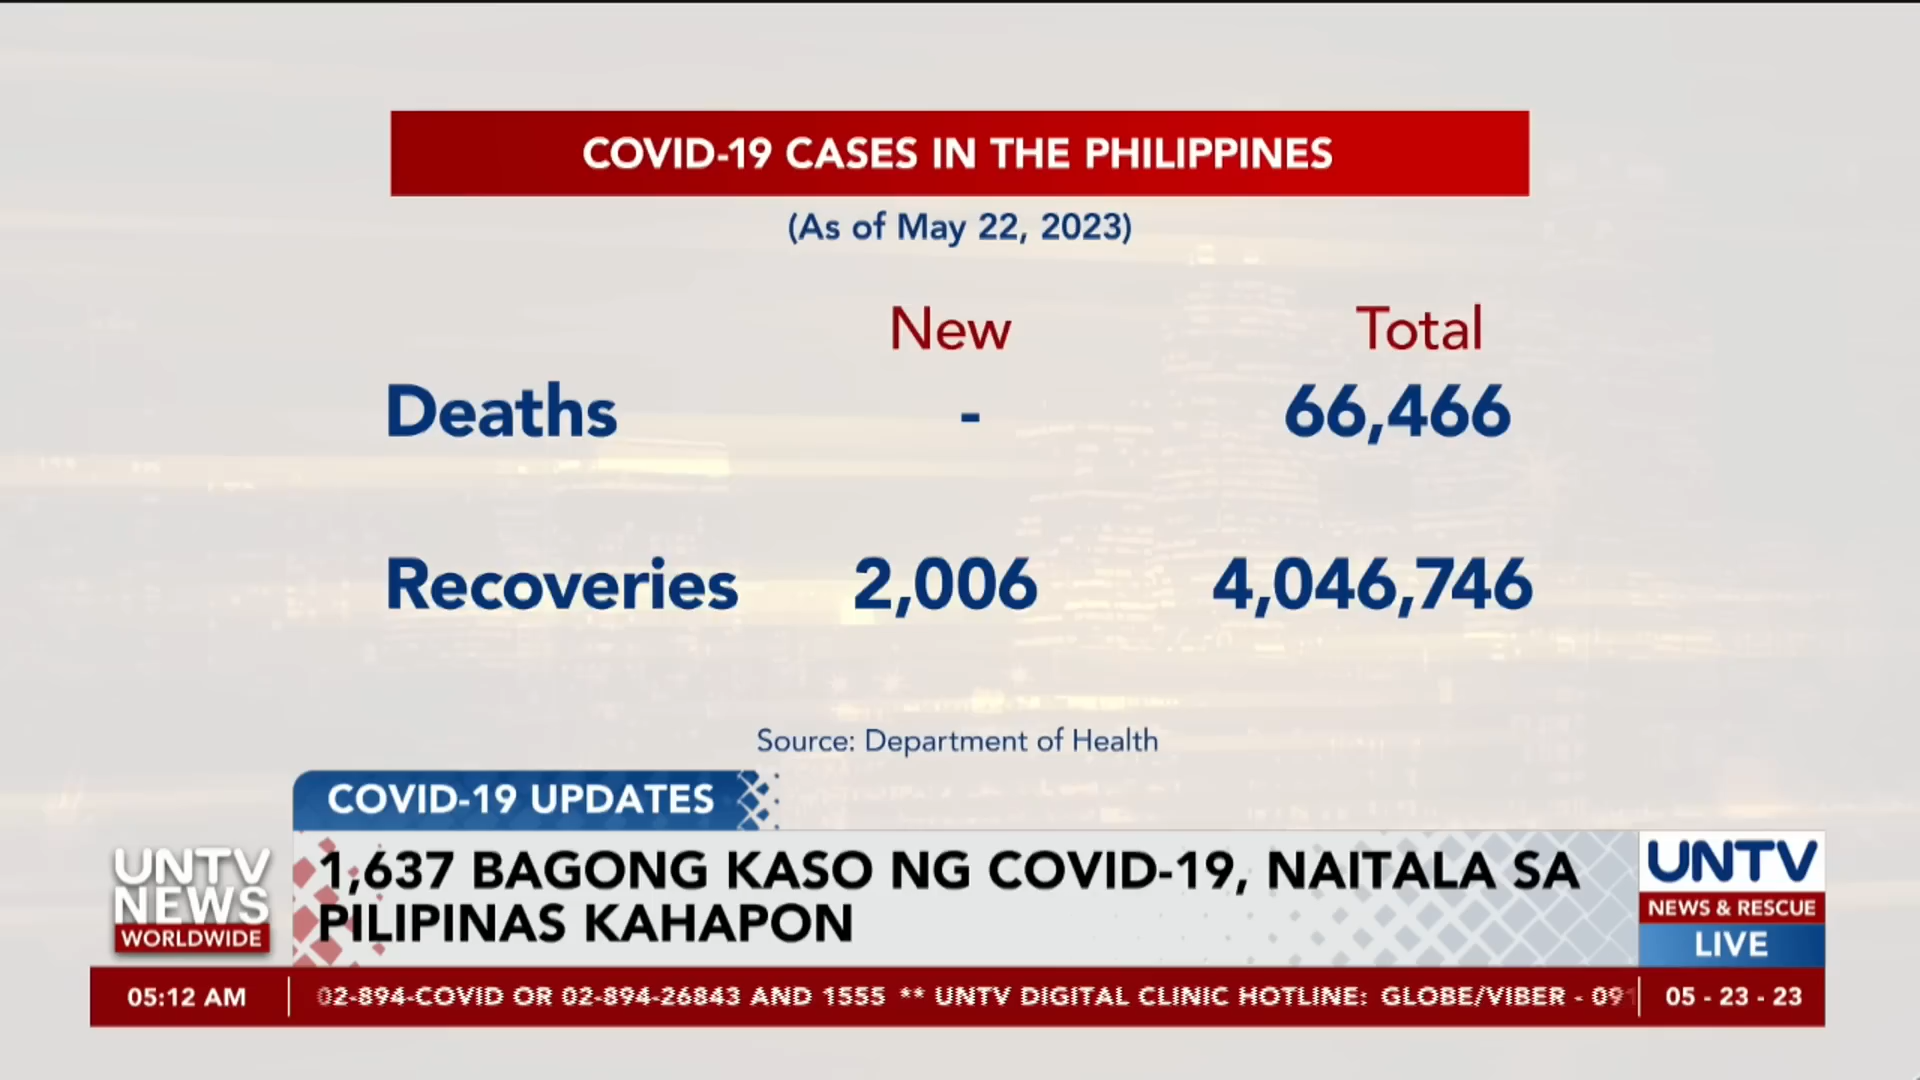 COVID-19 CASES IN THE PHILIPPINES
(As of May 22, 2023)
New Total
Deaths - 66,466
Recoveries 2,006 4,046,746
Source: Department of Health
COVID-19 UPDATES
UNTV
NEWS
WORLDWIDE
1,637 BAGONG KASO NG COVID-19, NAITALA SA
PILIPINAS KAHAPON
UNTV
NEWS & RESCUE
LIVE
05:12 AM
02-894-COVID OR 02-894-26843 AND 1555 ** UNTV DIGITAL CLINIC HOTLINE: GLOBE/VIBER - 09
05 - 23 - 23